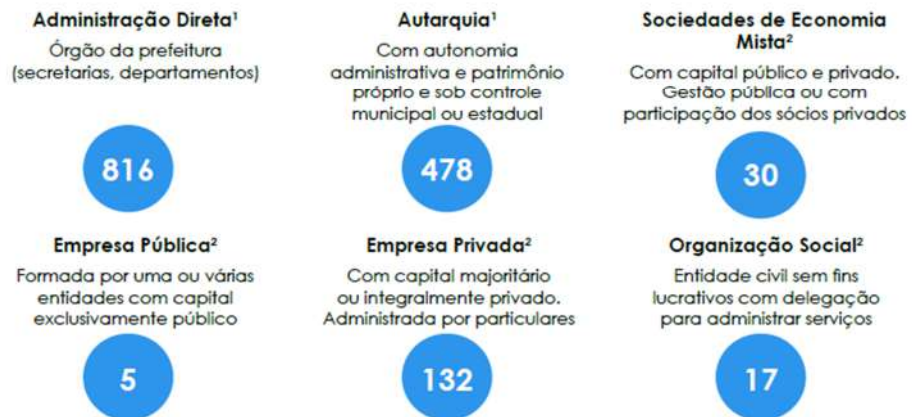 Administração Direta¹
Órgão da prefeitura
(secretarias, departamentos)
816
Autarquia¹
Com autonomia
administrativa e patrimônio
próprio e sob controle
municipal ou estadual
478
Sociedades de Economia
Mista²
Com capital público e privado.
Gestão pública ou com
participação dos sócios privados
30
Empresa Pública²
Formada por uma ou várias
entidades com capital
exclusivamente público
5
Empresa Privada²
Com capital majoritário
ou integralmente privado.
Administrada por particulares
132
Organização Social²
Entidade civil sem fins
lucrativos com delegação
para administrar serviços
17